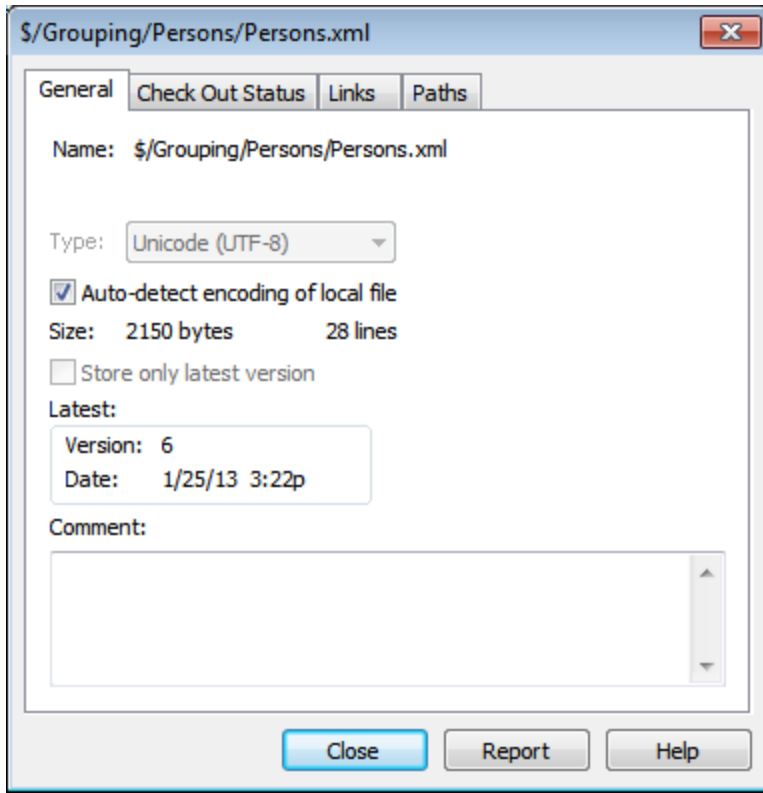 $/Grouping/Persons/Persons.xml
General Check Out Status Links Paths
Name: $/Grouping/Persons/Persons.xml
Type: Unicode (UTF-8)
Auto-detect encoding of local file
Size: 2150 bytes 28 lines
Store only latest version
Latest:
Version: 6
Date: 1/25/13 3:22p
Comment:
Close Report Help